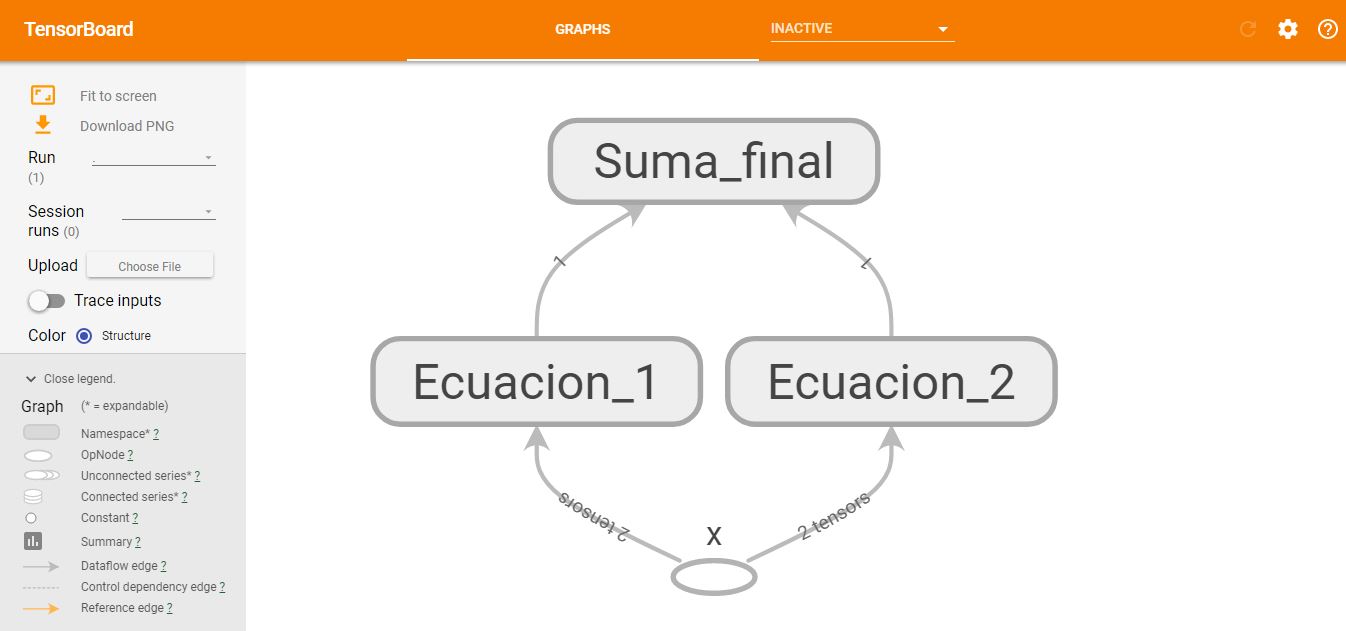 TensorBoard
GRAPHS
INACTIVE
Fit to screen
Download PNG
Run
(1)
.
Session
runs (0)
Upload
Choose File
Trace inputs
Color
Structure
Close legend.
Graph
(* = expandable)
Namespace* ?
OpNode ?
Unconnected series* ?
Connected series* ?
Constant ?
Summary ?
Dataflow edge ?
Control dependency edge ?
Reference edge ?
Suma_final
1
1
Ecuacion_1
Ecuacion_2
2 tensors
2 tensors
X